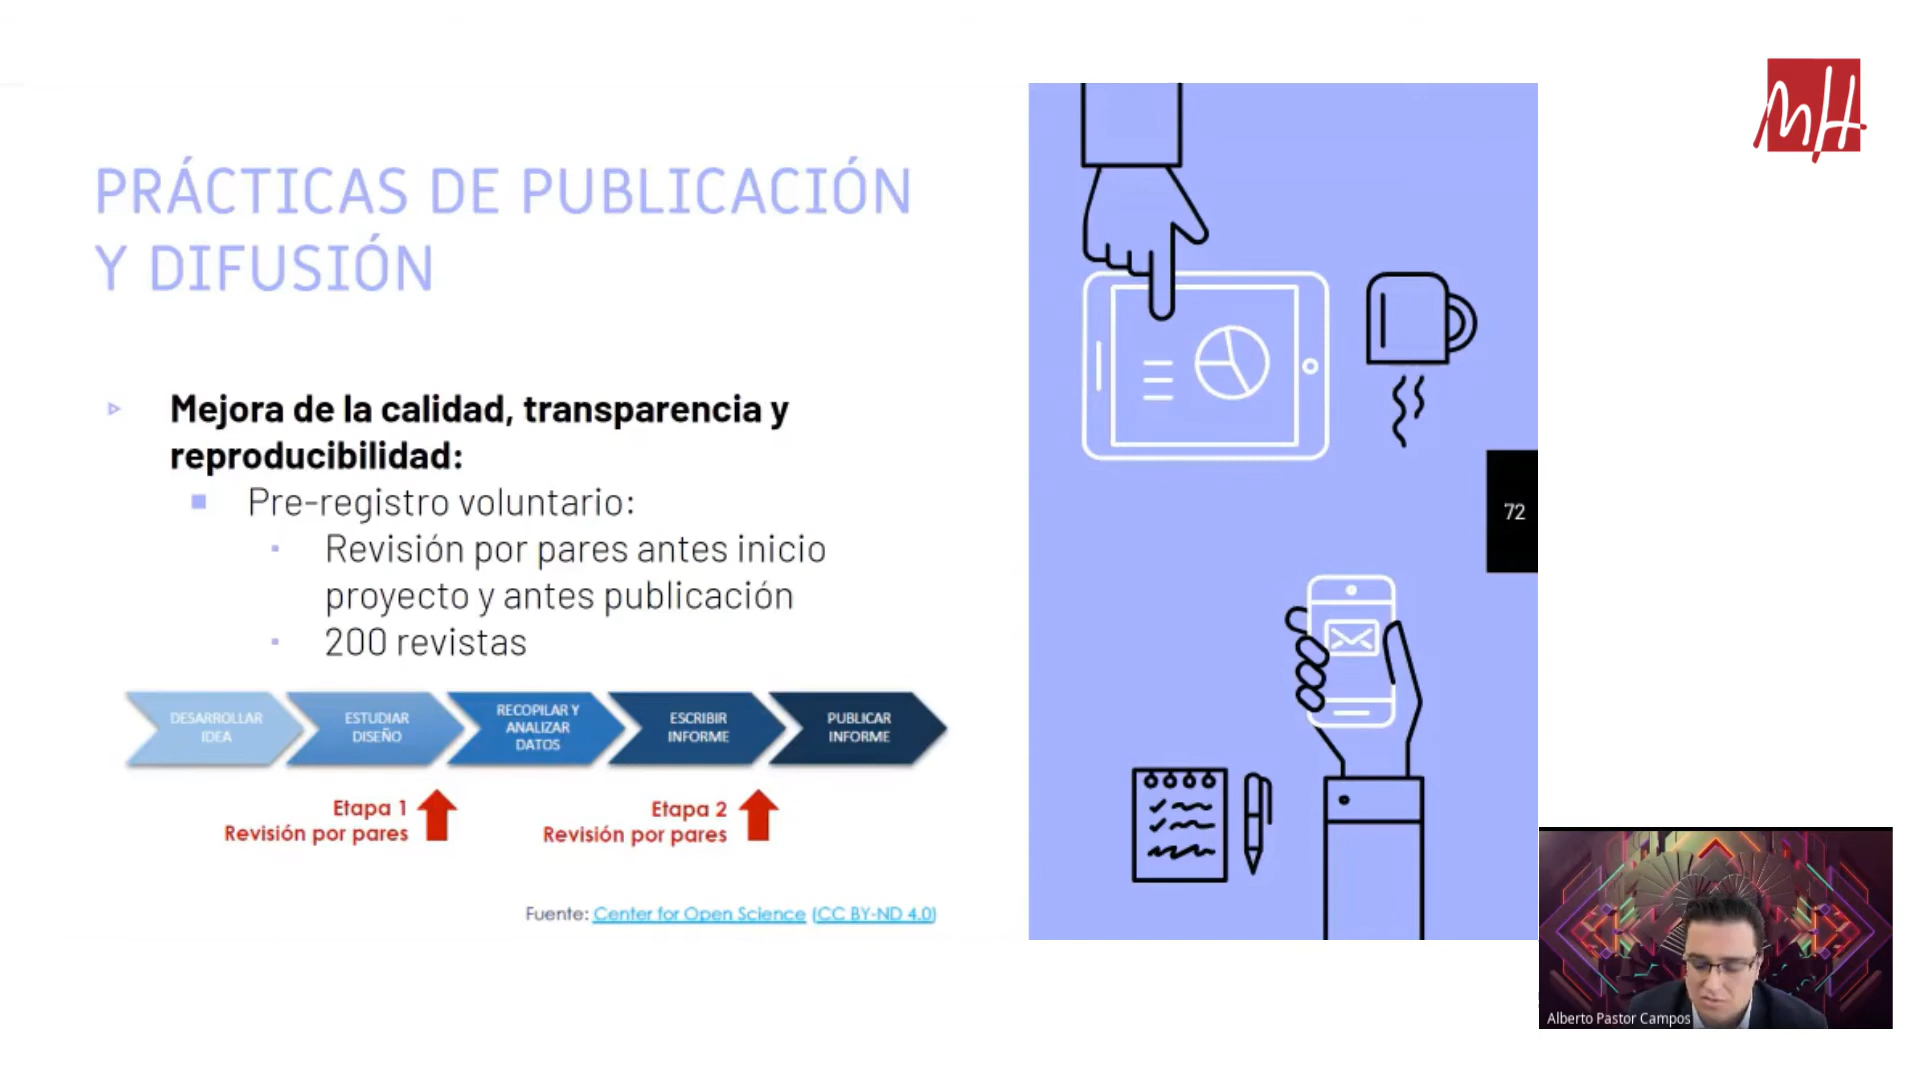 PRÁCTICAS DE PUBLICACIÓN
Y DIFUSIÓN
Mejora de la calidad, transparencia y
reproducibilidad:
Pre-registro voluntario:
Revisión por pares antes inicio
proyecto y antes publicación
200 revistas
DESARROLLAR
IDEA
ESTUDIAR
DISEÑO
RECOPILAR Y
ANALIZAR
DATOS
ESCRIBIR
INFORME
PUBLICAR
INFORME
Etapa 1
Revisión por pares
Etapa 2
Revisión por pares
Fuente: Center for Open Science (CC BY-ND 4.0)
72
MH
Alberto Pastor Campos